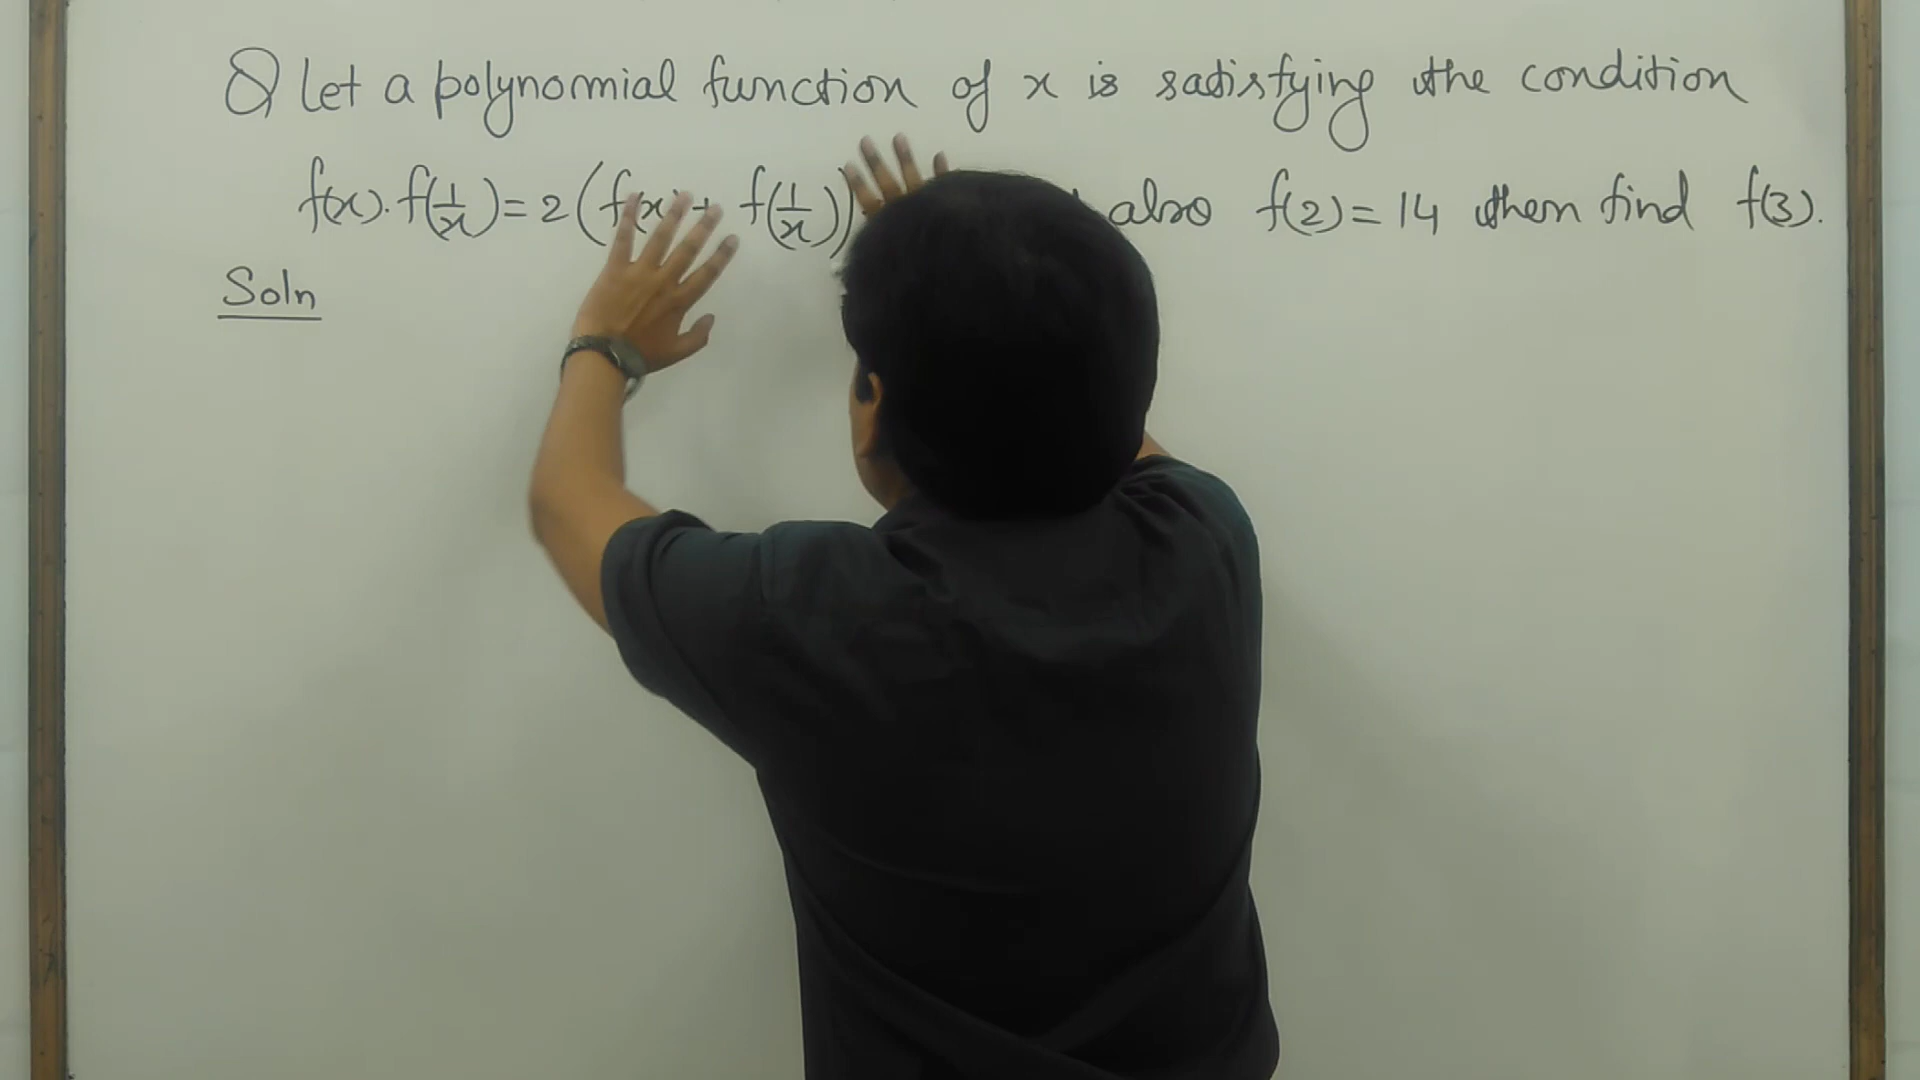 Q Let a polynomial function of x is satisfying the condition
f(x).f(1/x)=2(f(x)+f(1/x)) also f(2)=14 then find f(3).
Soln